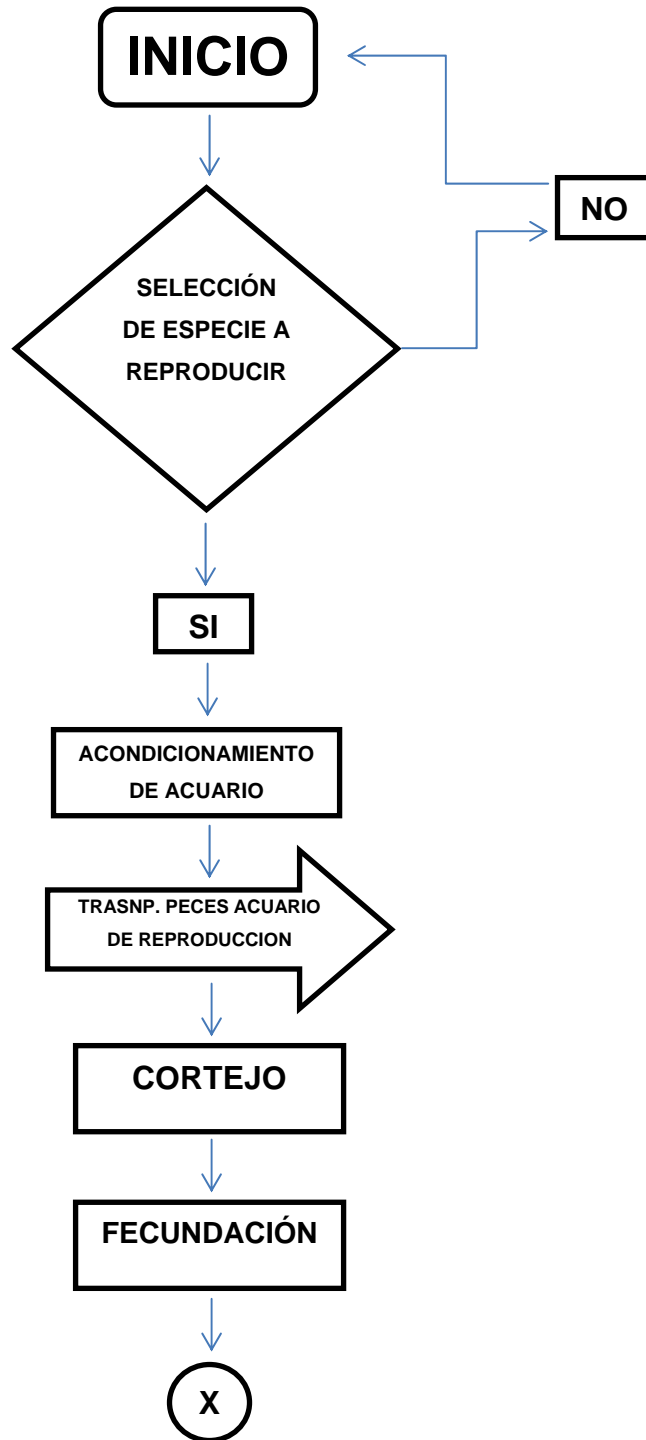 INICIO
NO
SELECCIÓN
DE ESPECIE A
REPRODUCIR
SI
ACONDICIONAMIENTO
DE ACUARIO
TRASNP. PECES ACUARIO
DE REPRODUCCION
CORTEJO
FECUNDACIÓN
X